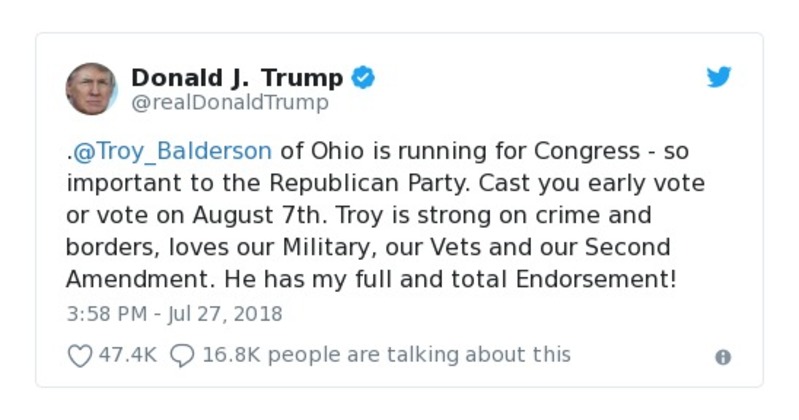 Donald J. Trump
@realDonaldTrump
.@Troy_Balderson of Ohio is running for Congress - so
important to the Republican Party. Cast you early vote
or vote on August 7th. Troy is strong on crime and
borders, loves our Military, our Vets and our Second
Amendment. He has my full and total Endorsement!
3:58 PM - Jul 27, 2018
47.4K 16.8K people are talking about this